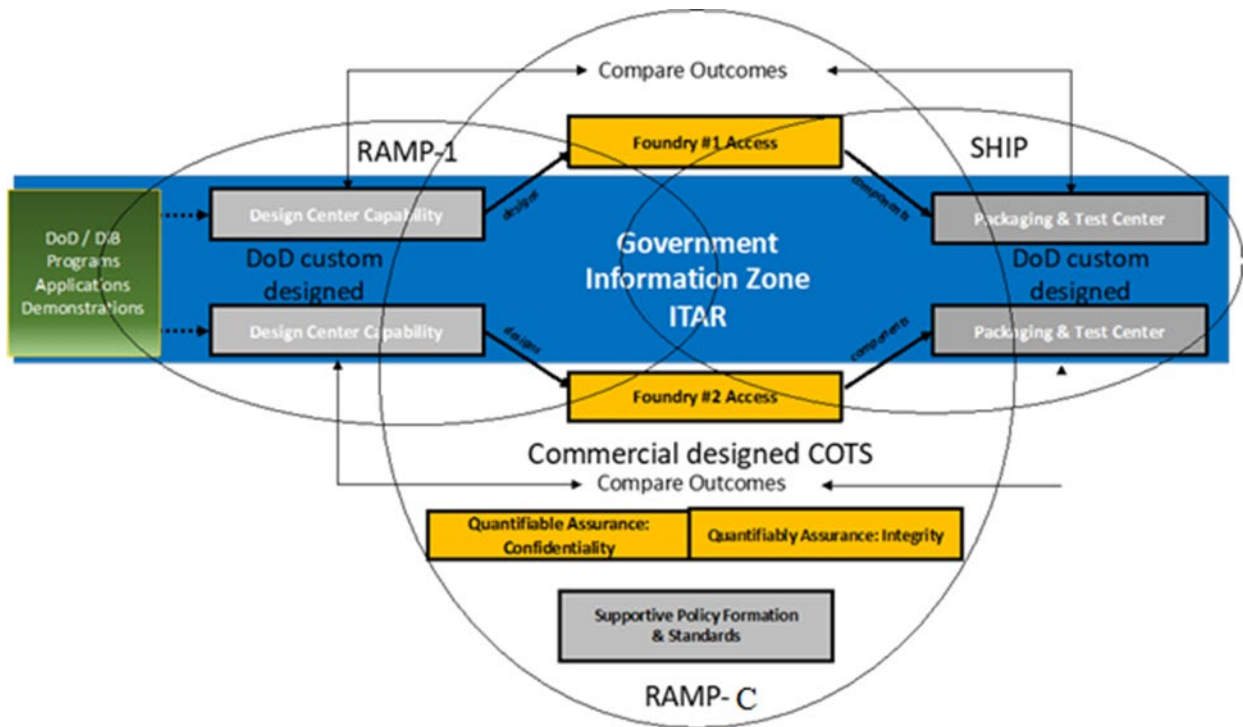 Compare Outcomes
RAMP-1
Foundry #1 Access
SHIP
designs
components
Design Center Capability
Packaging & Test Center
DoD / DIB
Programs
Applications
Demonstrations
DoD custom
designed
Government
Information Zone
ITAR
DoD custom
designed
Design Center Capability
Packaging & Test Center
designs
components
Foundry #2 Access
Commercial designed COTS
Compare Outcomes
Quantifiable Assurance:
Confidentiality
Quantifiably Assurance: Integrity
Supportive Policy Formation
& Standards
RAMP- C